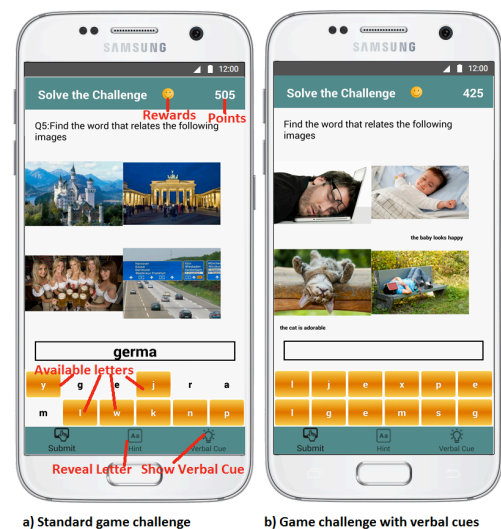 SAMSUNG
12:00
Solve the Challenge 505
Rewards Points
Q5:Find the word that relates the following
images
germa
Available letters
y g e j r a
m l w k n p
Submit Hint Verbal Cue
Aa
Reveal Letter Show Verbal Cue
a) Standard game challenge
SAMSUNG
12:00
Solve the Challenge 425
Find the word that relates the following
images
the baby looks happy
the cat is adorable
l j e x p e
l g e m s g
Aa
Submit Hint Verbal Cue
b) Game challenge with verbal cues